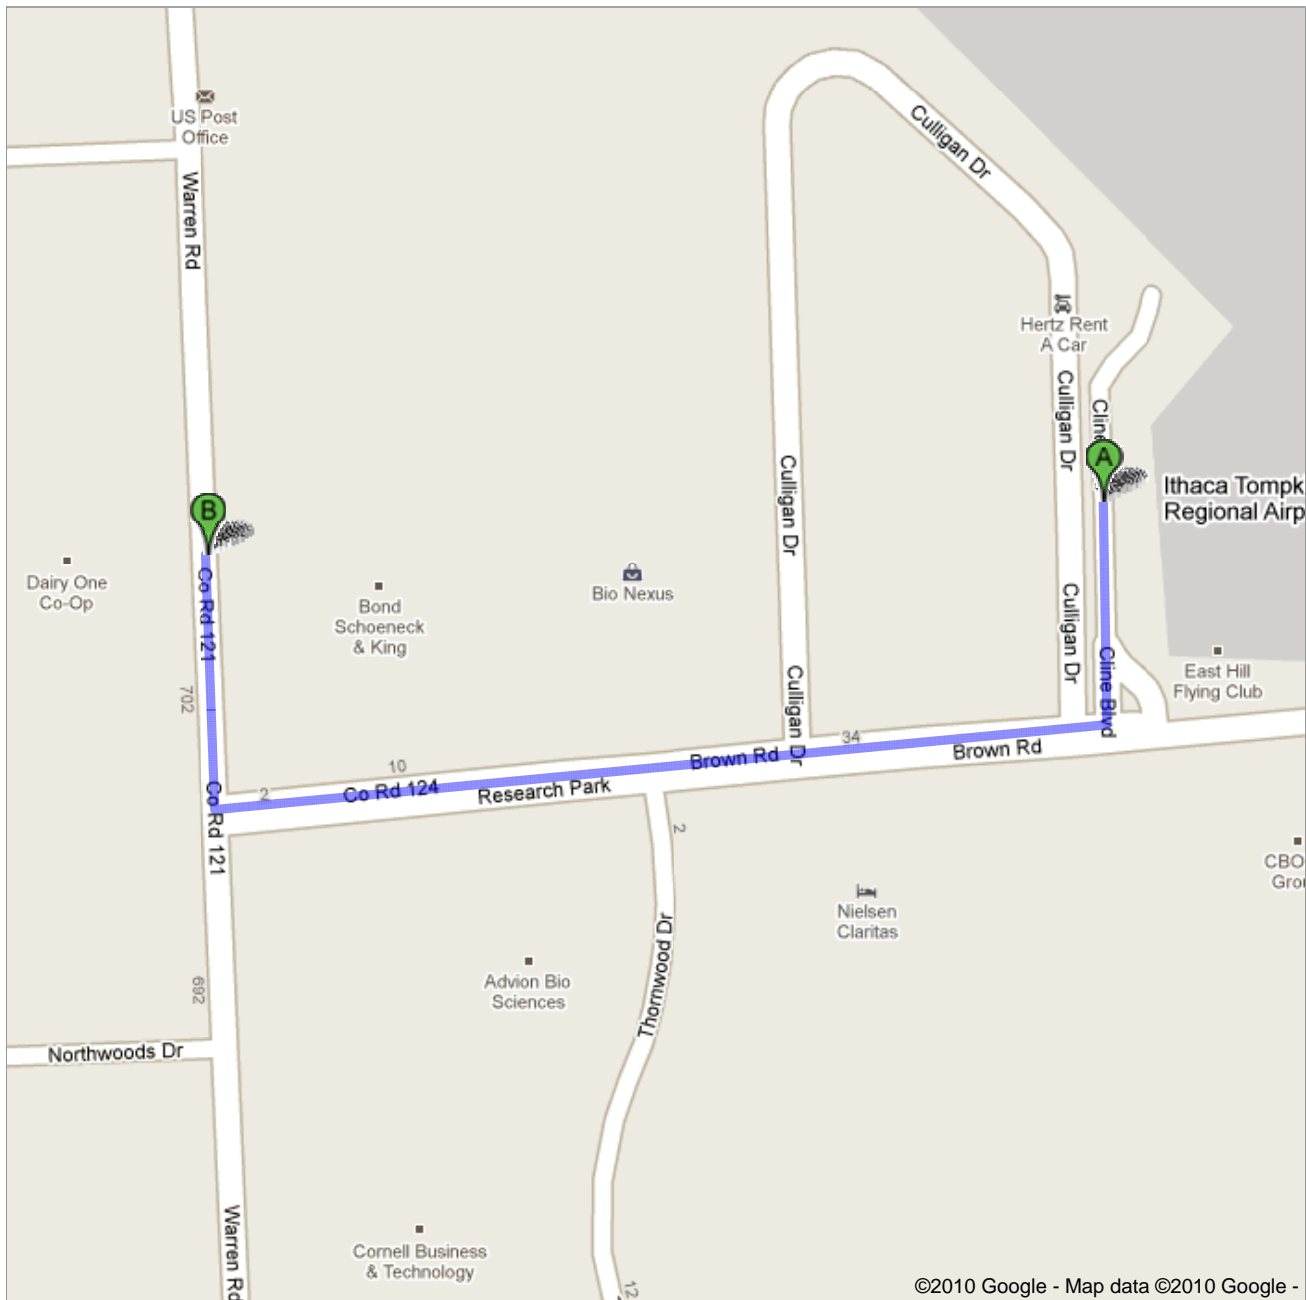 US Post
Office
Warren Rd
Culligan Dr
Hertz Rent
A Car
Culligan Dr
Cline
A
Ithaca Tompk
Regional Airp
B
Culligan Dr
Dairy One
Co-Op
Co Rd 121
Bond
Schoeneck
& King
Bio Nexus
Culligan Dr
Cline Blvd
East Hill
Flying Club
702
Culligan Dr
34
Brown Rd
Brown Rd
10
2
Co Rd 124
Research Park
Co Rd 121
2
CBO
Gro
Nielsen
Claritas
Thornwood Dr
Advion Bio
Sciences
692
Northwoods Dr
Warren Rd
Cornell Business
& Technology
12
©2010 Google - Map data ©2010 Google -